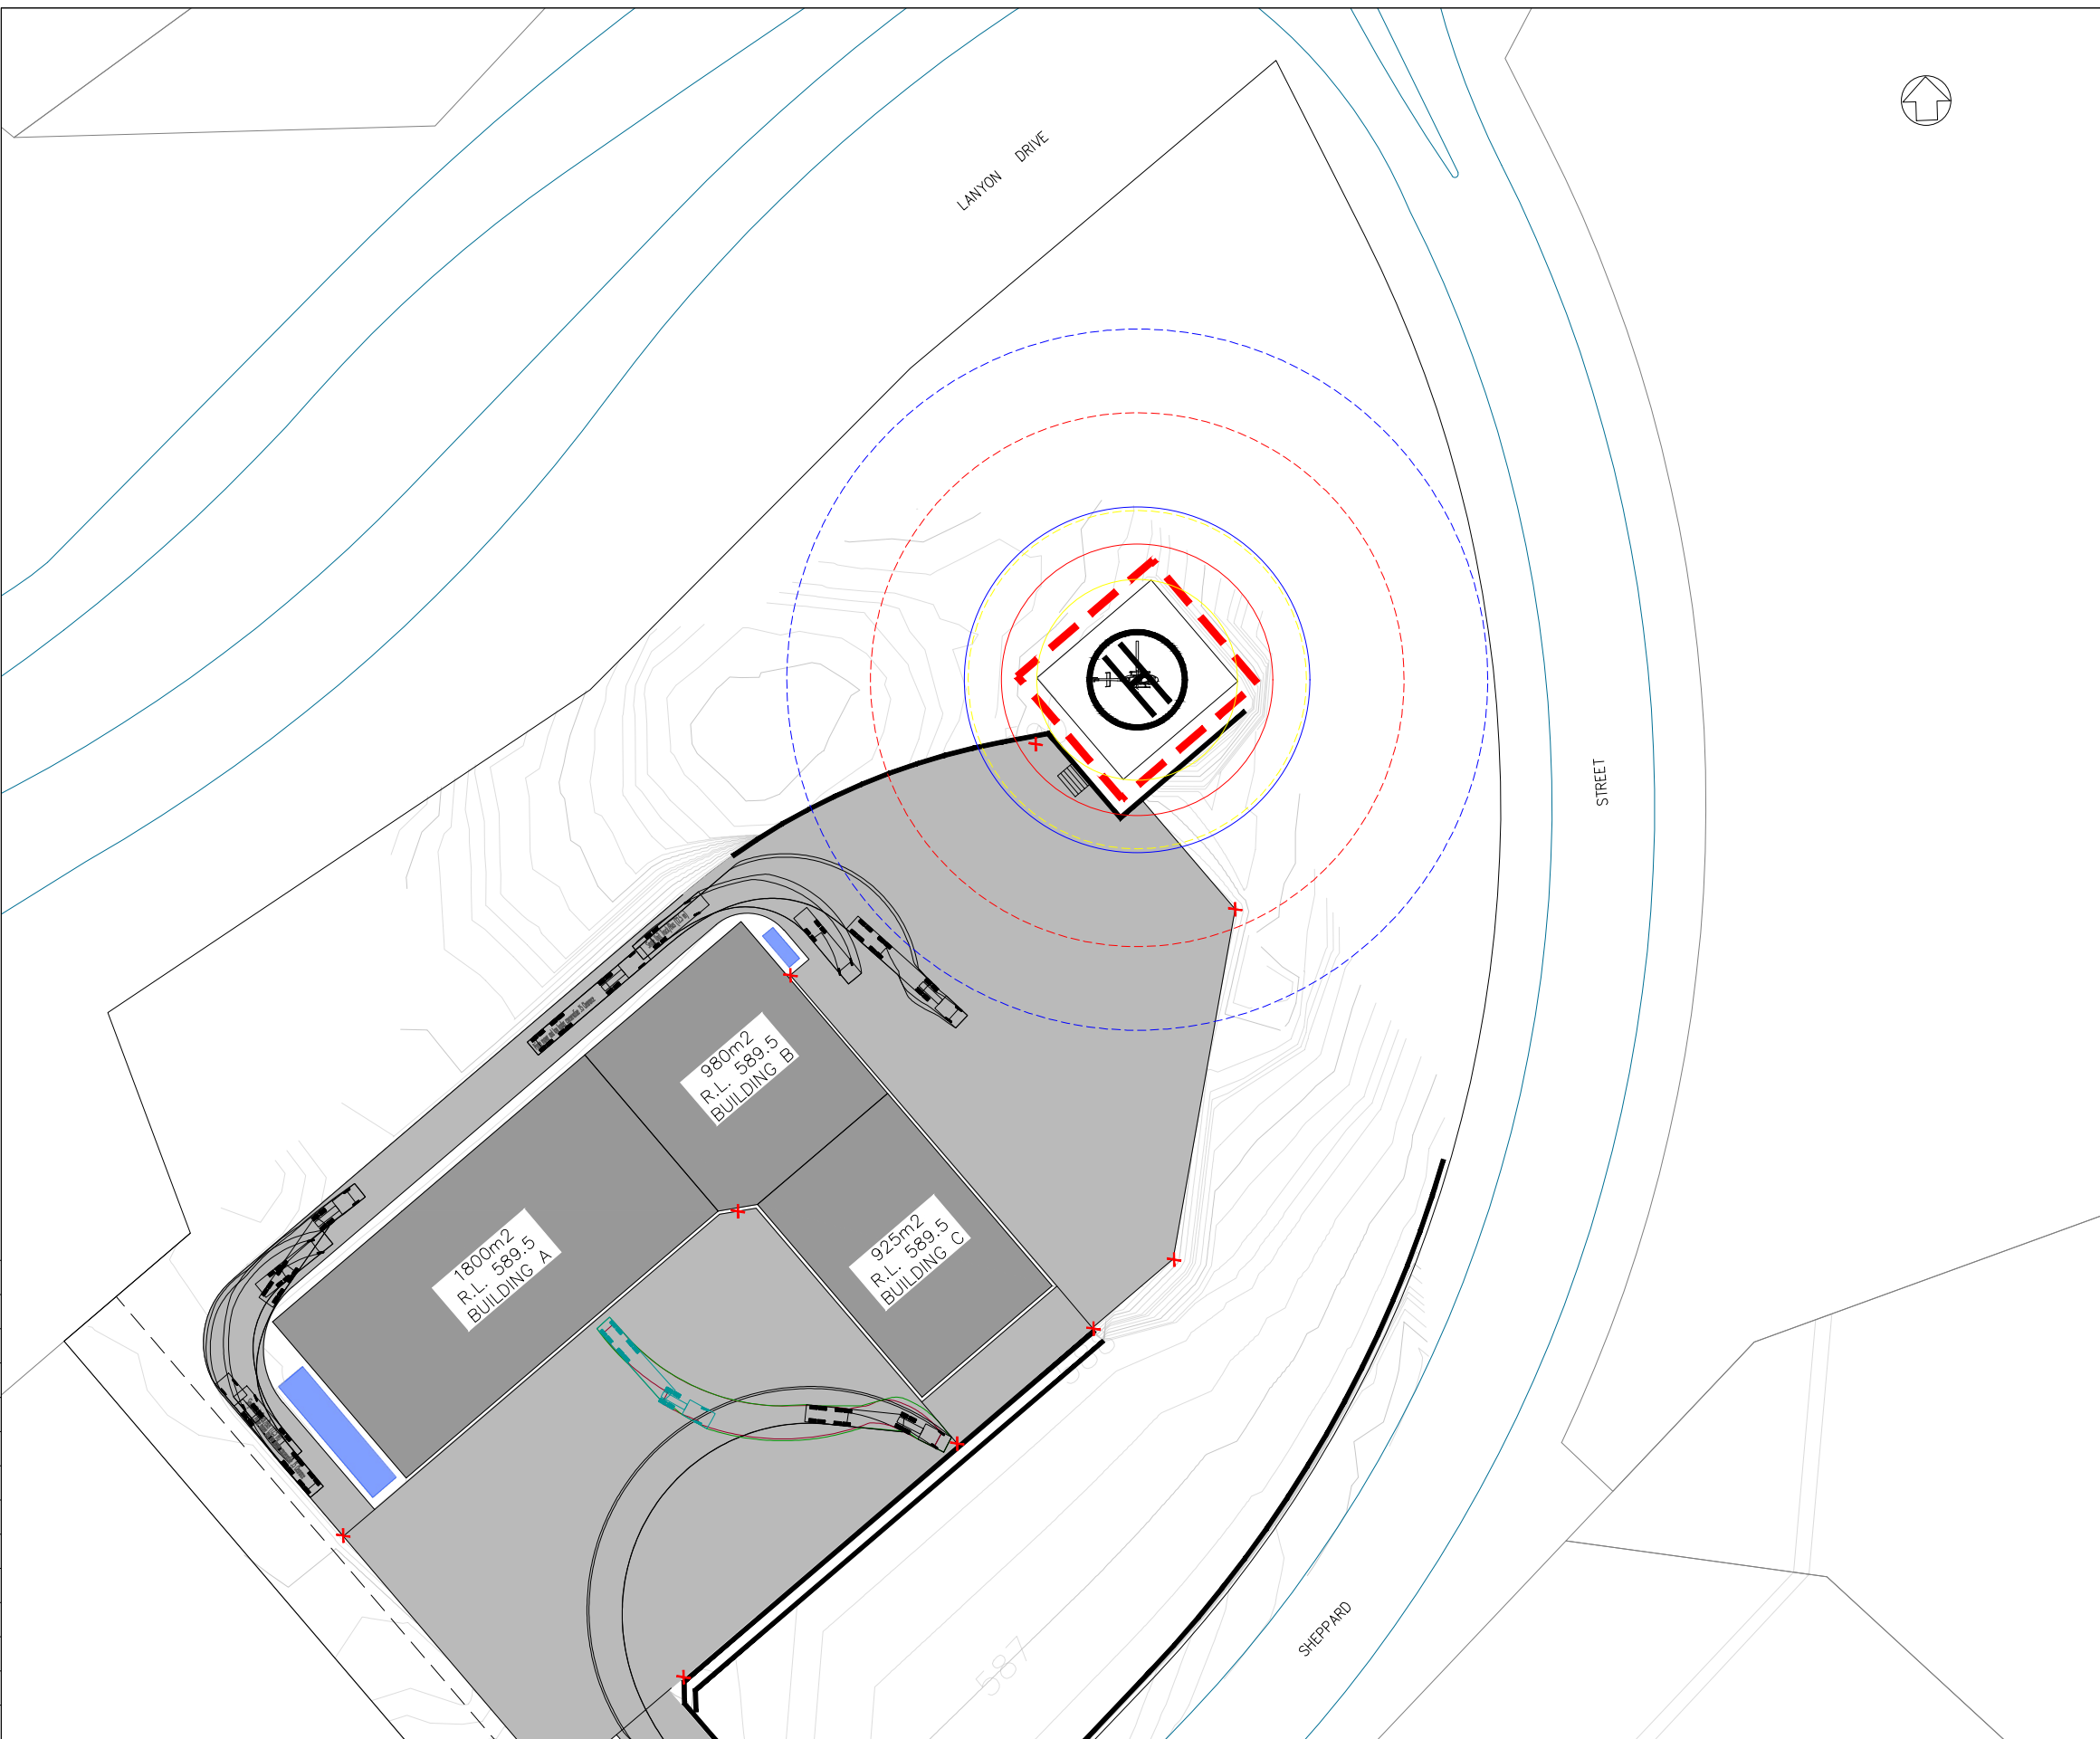 LANYON DRIVE
STREET
980m2
R.L. 589.5
BUILDING B
1800m2
R.L. 589.5
BUILDING A
925m2
R.L. 589.5
BUILDING C
587
SHEPPARD